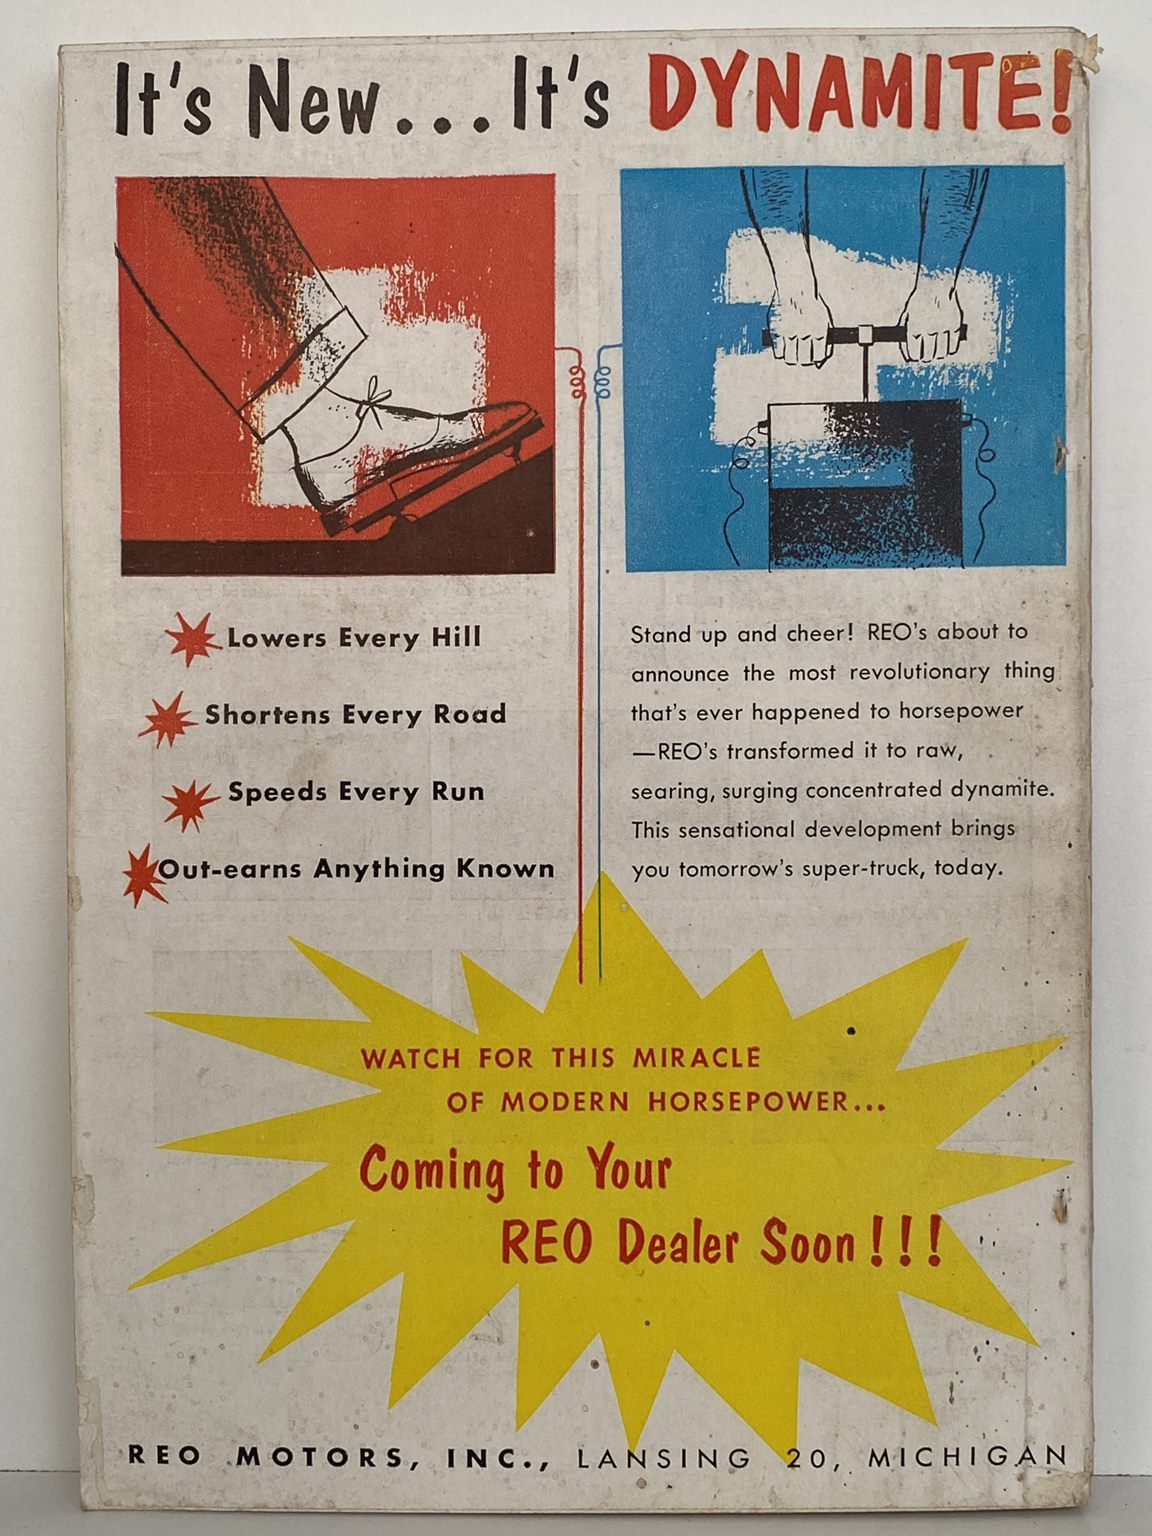 It's New... It's DYNAMITE!
Lowers Every Hill
Shortens Every Road
Speeds Every Run
Out-earns Anything Known
Stand up and cheer! REO's about to
announce the most revolutionary thing
that's ever happened to horsepower
—REO's transformed it to raw,
searing, surging concentrated dynamite.
This sensational development brings
you tomorrow's super-truck, today.
WATCH FOR THIS MIRACLE
OF MODERN HORSEPOWER...
Coming to Your
REO Dealer Soon!!!
REO MOTORS, INC., LANSING 20, MICHIGAN